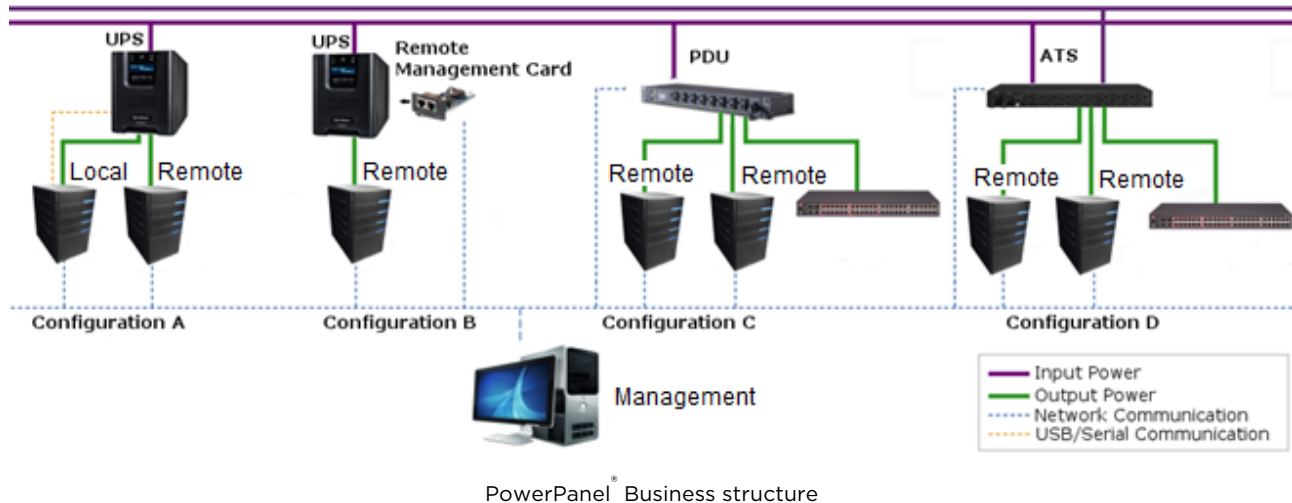 UPS
UPS
Remote
Management Card
PDU
ATS
Local
Remote
Remote
Remote
Remote
Remote
Remote
Configuration A
Configuration B
Configuration C
Configuration D
Management
Input Power
Output Power
Network Communication
USB/Serial Communication
PowerPanel® Business structure